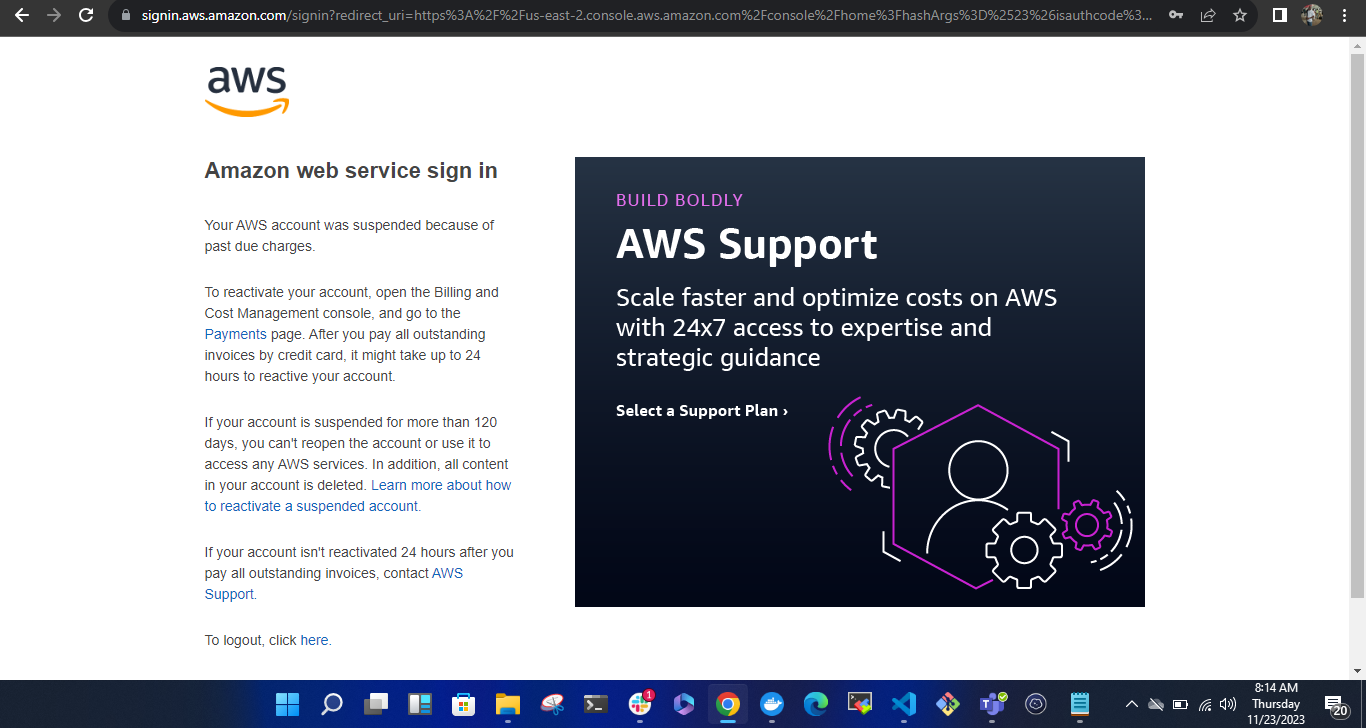 signin.aws.amazon.com/signin?redirect_uri=https%3A%2F%2Fus-east-2.console.aws.amazon.com%2Fconsole%2Fhome%3FhashArgs%3D%2523%26isauthcode%3...
aws
Amazon web service sign in
Your AWS account was suspended because of
past due charges.
To reactivate your account, open the Billing and
Cost Management console, and go to the
Payments page. After you pay all outstanding
invoices by credit card, it might take up to 24
hours to reactive your account.
If your account is suspended for more than 120
days, you can't reopen the account or use it to
access any AWS services. In addition, all content
in your account is deleted. Learn more about how
to reactivate a suspended account.
If your account isn't reactivated 24 hours after you
pay all outstanding invoices, contact AWS
Support.
To logout, click here.
BUILD BOLDLY
AWS Support
Scale faster and optimize costs on AWS
with 24x7 access to expertise and
strategic guidance
Select a Support Plan ›
1
8:14 AM
Thursday
11/23/2023
20